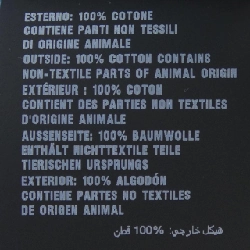 ESTERNO: 100% COTONE
CONTIENE PARTI NON TESSILI
DI ORIGINE ANIMALE
OUTSIDE: 100% COTTON CONTAINS
NON-TEXTILE PARTS OF ANIMAL ORIGIN
EXTÉRIEUR : 100% COTON
CONTIENT DES PARTIES NON TEXTILES
D'ORIGINE ANIMALE
AUSSENSEITE: 100% BAUMWOLLE
ENTHÄLT NICHTTEXTILE TEILE
TIERISCHEN URSPRUNGS
EXTERIOR: 100% ALGODÓN
CONTIENE PARTES NO TEXTILES
DE ORIGEN ANIMAL
هيكل خارجي: 100% قطن